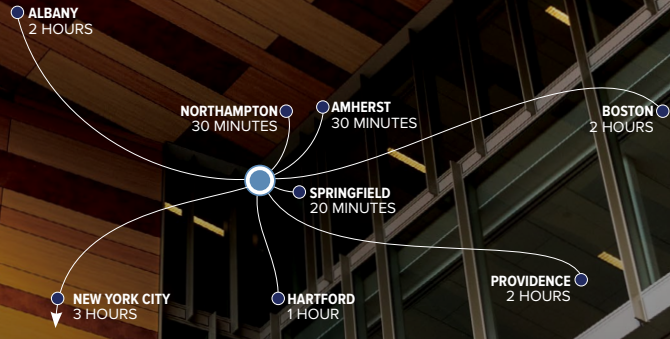 ALBANY
2 HOURS
NORTHAMPTON
30 MINUTES
AMHERST
30 MINUTES
BOSTON
2 HOURS
SPRINGFIELD
20 MINUTES
PROVIDENCE
2 HOURS
NEW YORK CITY
3 HOURS
HARTFORD
1 HOUR